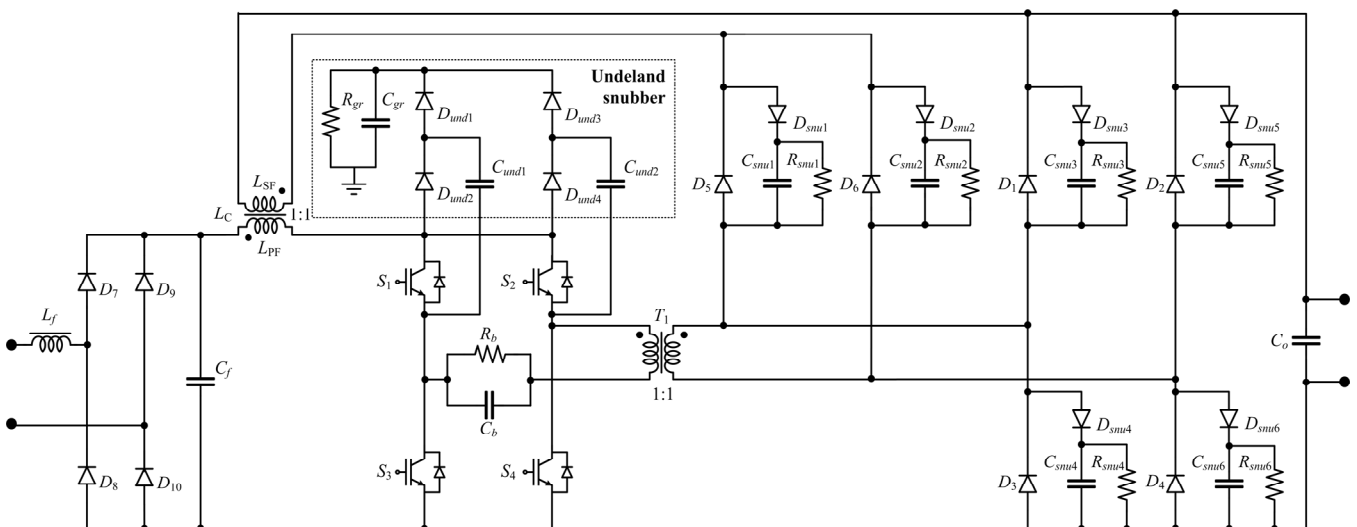 Undeland
snubber
R_gr C_gr D_und1 D_und3
C_und1 C_und2
D_und2 D_und4
D_snu1 D_snu2 D_snu3 D_snu5
C_snu1 R_snu1 C_snu2 R_snu2 C_snu3 R_snu3 C_snu5 R_snu5
D_5 D_6 D_1 D_2
L_SF
L_C 1:1
L_PF
D_7 D_9 S_1 S_2
L_f T_1
R_b C_o
C_f 1:1
C_b
D_snu4 D_snu6
C_snu4 R_snu4 C_snu6 R_snu6
D_8 D_10 S_3 S_4 D_3 D_4